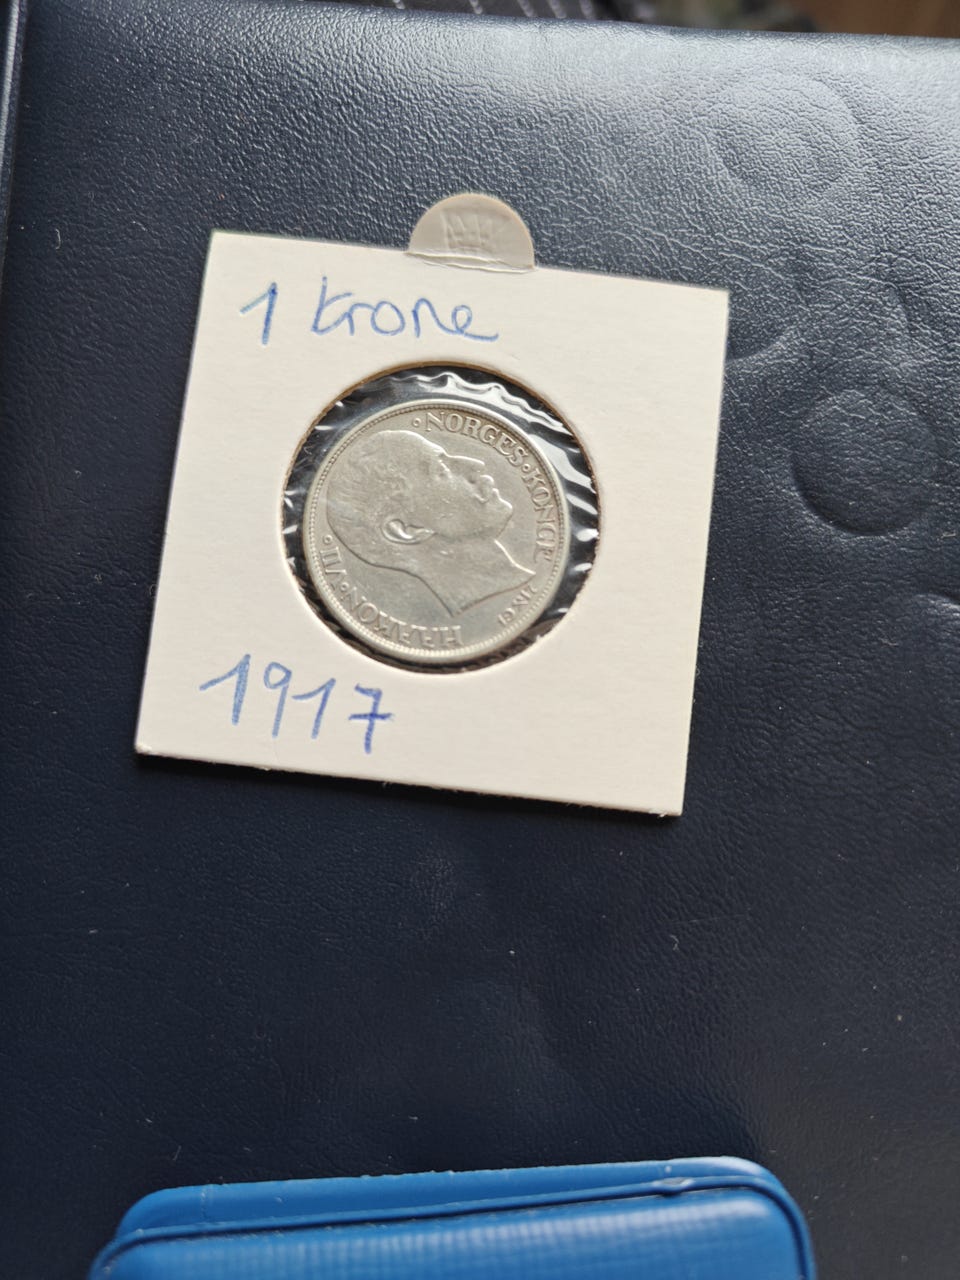 1 krone
HAAKON·VII ∘ NORGES·KONGE
1917